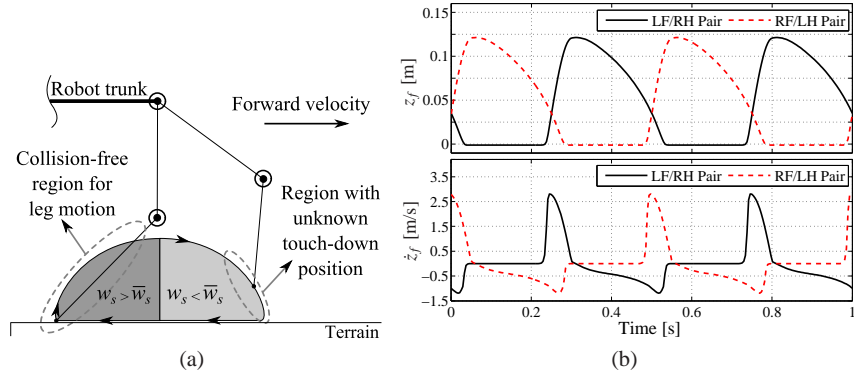 Robot trunk
Forward velocity
Collision-free
region for
leg motion
Region with
unknown
touch-down
position
w_s > w̅_s
w_s < w̅_s
Terrain
(a)
LF/RH Pair
RF/LH Pair
z_f [m]
0.15
0.1
0.05
0
LF/RH Pair
RF/LH Pair
ż_f [m/s]
3.5
2.5
1.5
0.5
−0.5
−1.5
0
0.2
0.4
0.6
0.8
1
Time [s]
(b)